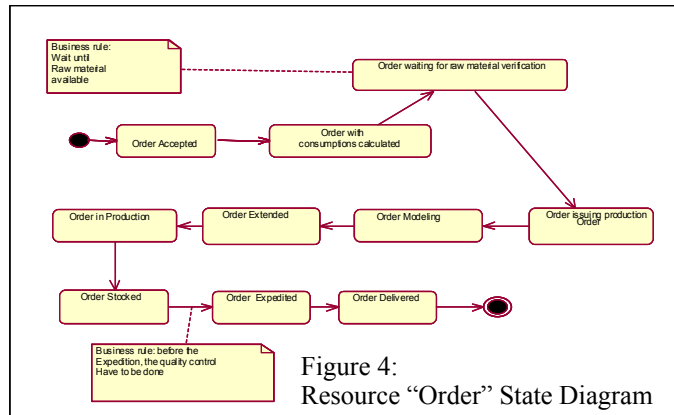 Business rule:
Wait until
Raw material
available
Order waiting for raw material verification
Order Accepted
Order with
consumptions calculated
Order in Production
Order Extended
Order Modeling
Order issuing production
Order
Order Stocked
Order Expedited
Order Delivered
Business rule: before the
Expedition, the quality control
Have to be done
Figure 4:
Resource “Order” State Diagram